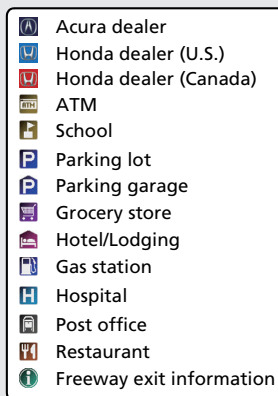 Acura dealer
Honda dealer (U.S.)
Honda dealer (Canada)
ATM ATM
School
P Parking lot
P Parking garage
Grocery store
Hotel/Lodging
Gas station
H Hospital
Post office
Restaurant
i Freeway exit information